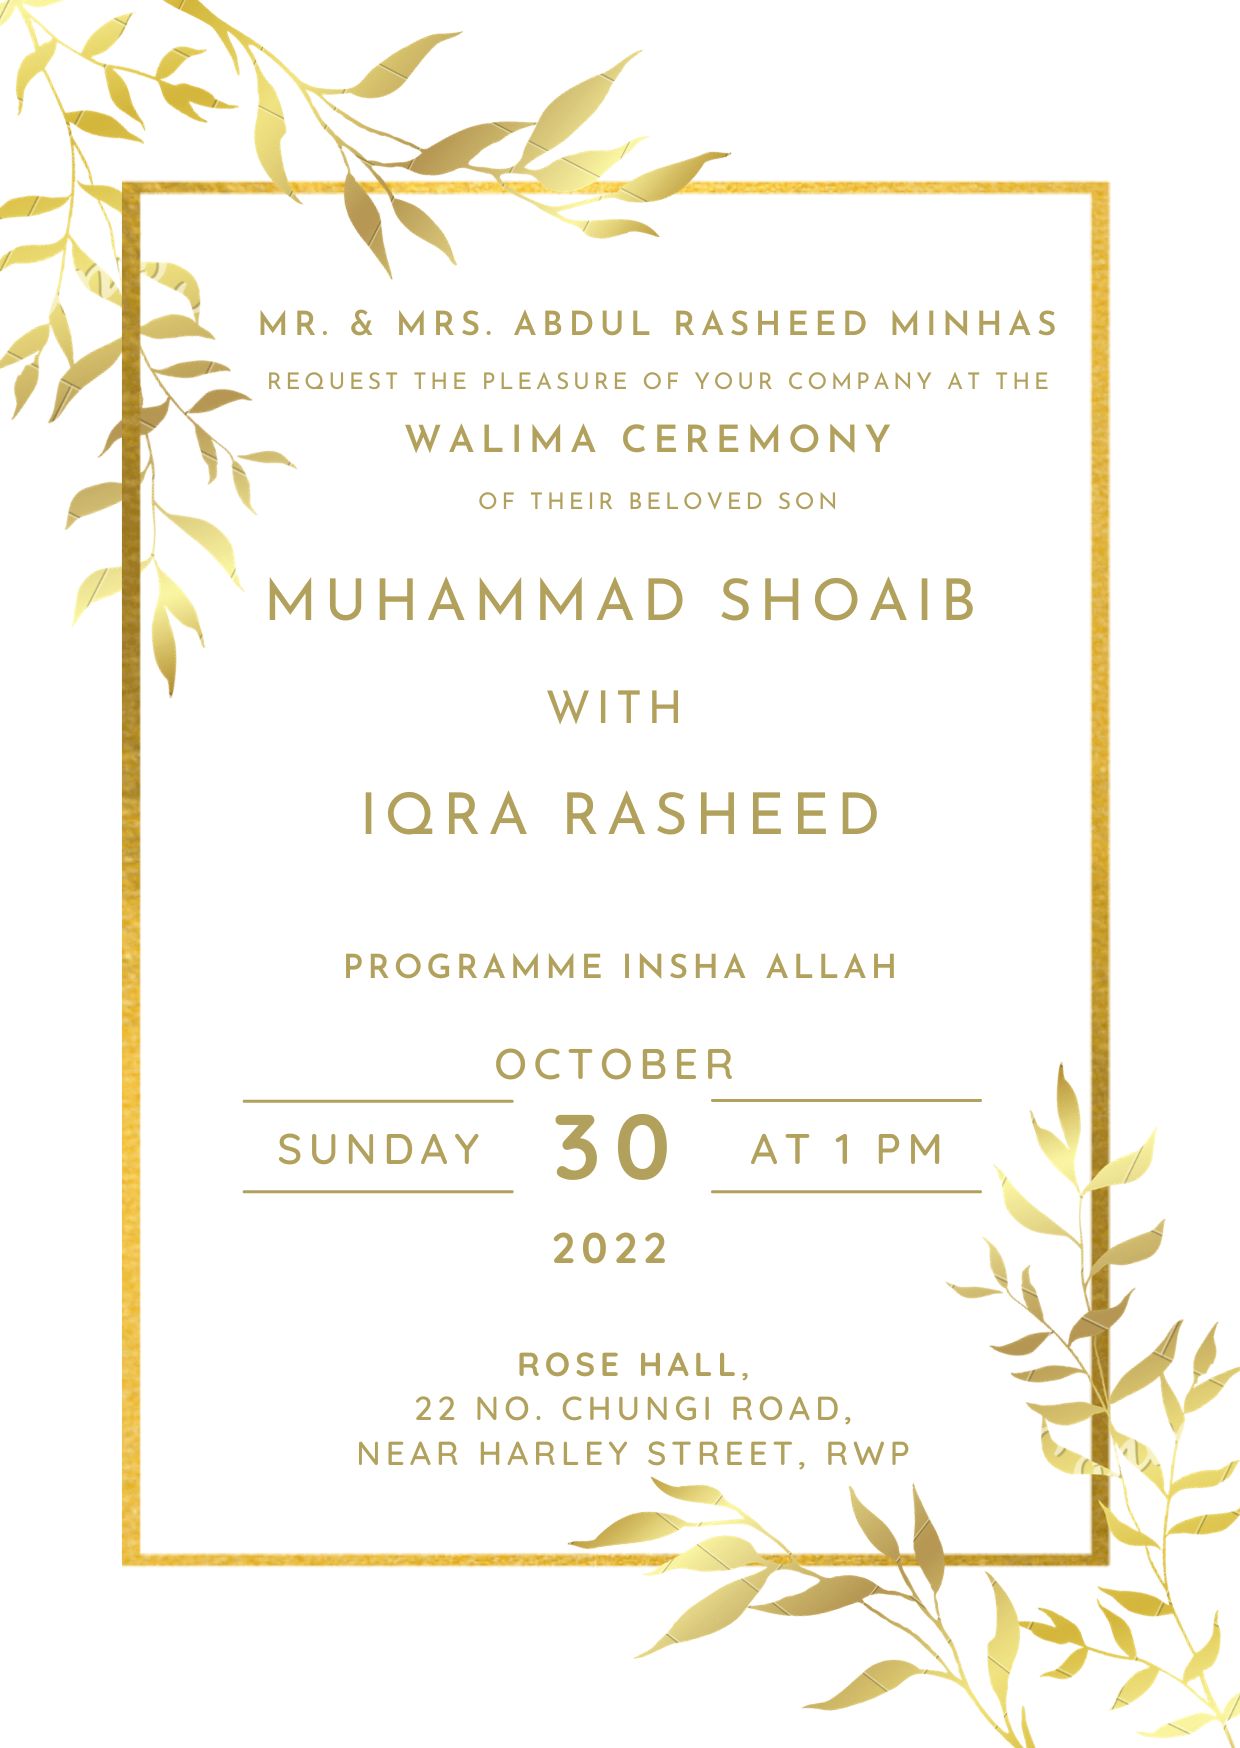 MR. & MRS. ABDUL RASHEED MINHAS
REQUEST THE PLEASURE OF YOUR COMPANY AT THE
WALIMA CEREMONY
OF THEIR BELOVED SON
MUHAMMAD SHOAIB
WITH
IQRA RASHEED
PROGRAMME INSHA ALLAH
OCTOBER
SUNDAY 30 AT 1 PM
2022
ROSE HALL,
22 NO. CHUNGI ROAD,
NEAR HARLEY STREET, RWP